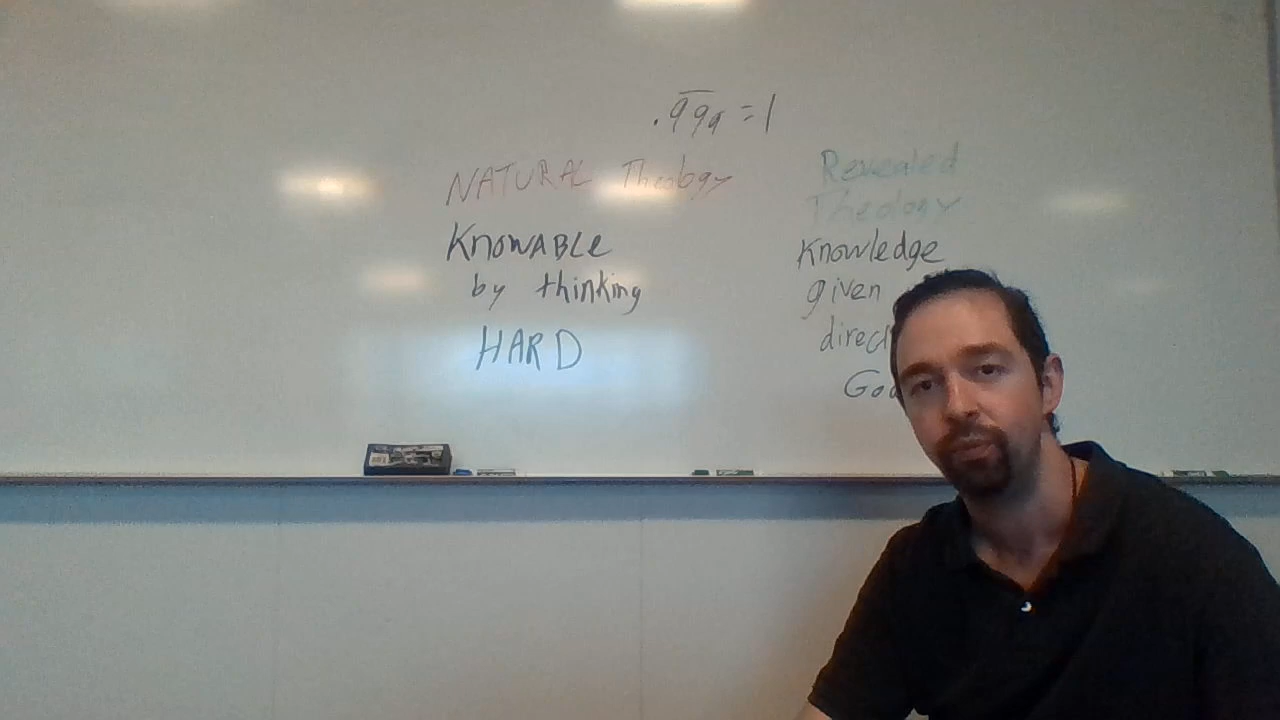 .999 = 1
NATURAL Theology
Knowable
by thinking
HARD
Revealed
Theology
Knowledge
given